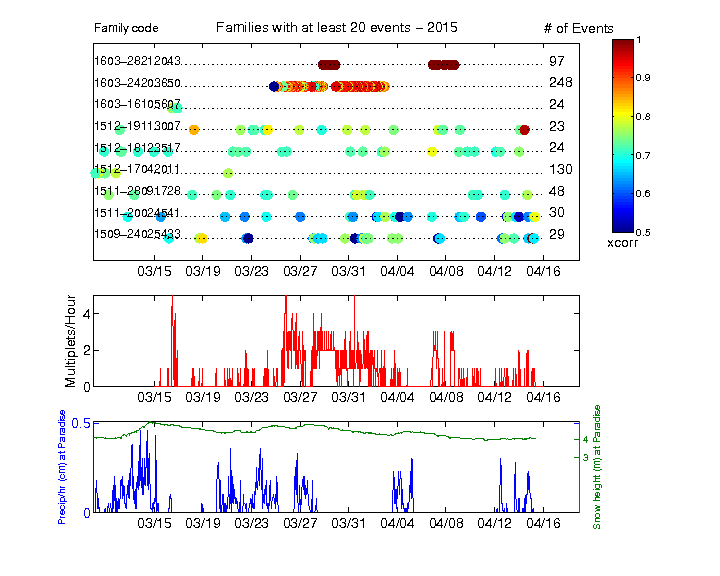 Family code Families with at least 20 events − 2015 # of Events
1603−28212043 97
1603−24203650 248
1603−16105607 24
1512−19113007 23
1512−18123517 24
1512−17042011 130
1511−28091728 48
1511−20024541 30
1509−24025433 29
03/15 03/19 03/23 03/27 03/31 04/04 04/08 04/12 04/16
1
0.9
0.8
0.7
0.6
0.5
xcorr
Multiplets/Hour
4
2
0
03/15 03/19 03/23 03/27 03/31 04/04 04/08 04/12 04/16
Precip/hr (cm) at Paradise
0.5
0
4
3
Snow height (m) at Paradise
03/15 03/19 03/23 03/27 03/31 04/04 04/08 04/12 04/16